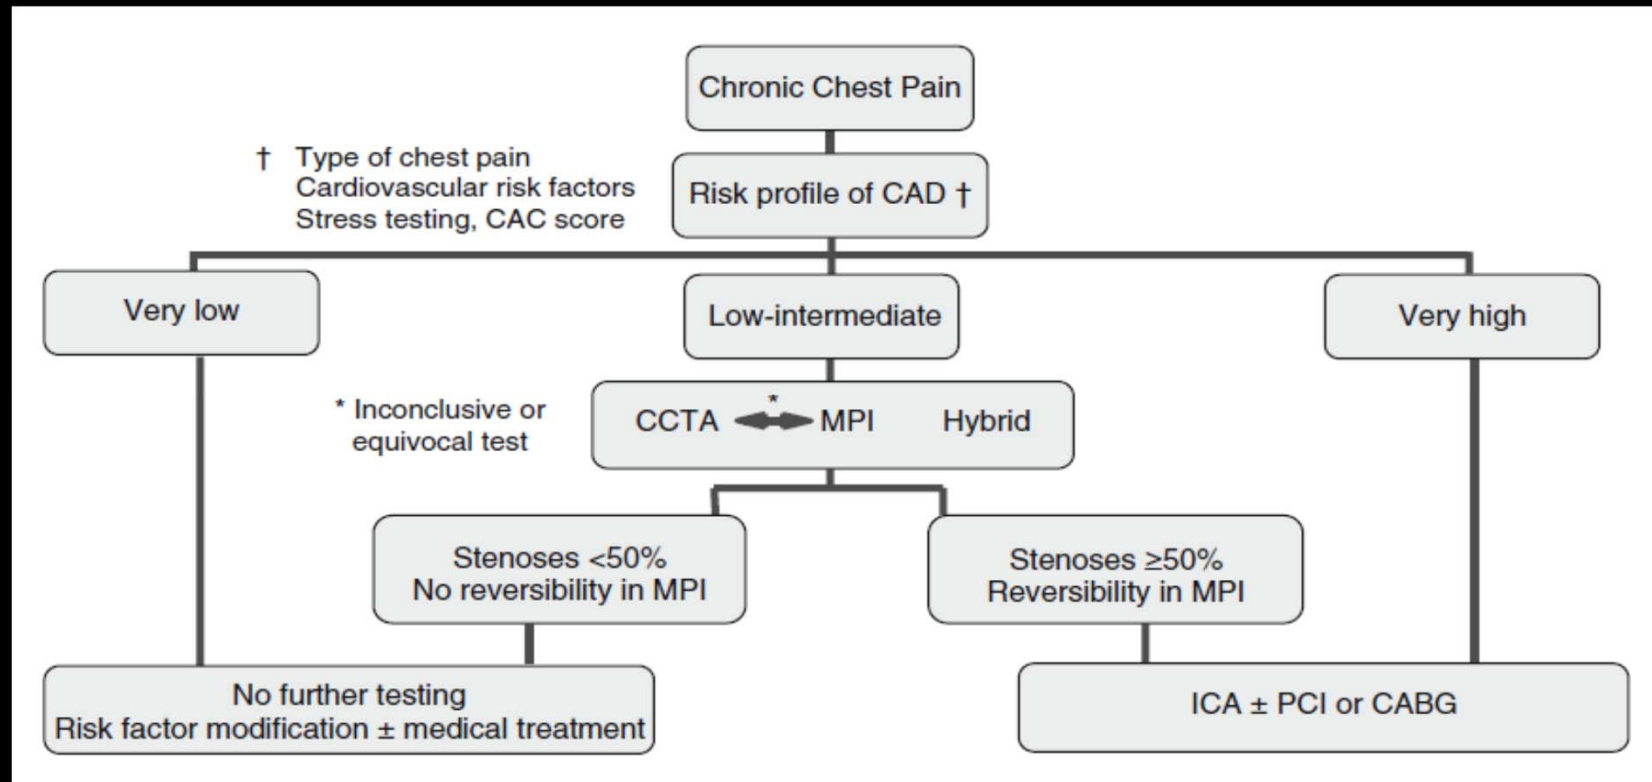 Chronic Chest Pain
† Type of chest pain
Cardiovascular risk factors
Stress testing, CAC score
Risk profile of CAD †
Very low
Low-intermediate
Very high
* Inconclusive or
equivocal test
CCTA * MPI Hybrid
Stenoses <50%
No reversibility in MPI
Stenoses ≥50%
Reversibility in MPI
No further testing
Risk factor modification ± medical treatment
ICA ± PCI or CABG